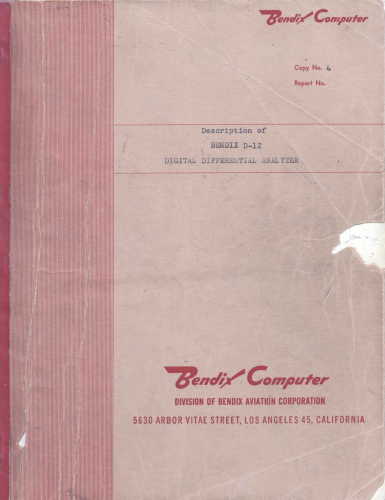 Bendix Computer
Copy No. 4
Report No.
Description of
BENDIX D-12
DIGITAL DIFFERENTIAL ANALYZER
Bendix Computer
DIVISION OF BENDIX AVIATION CORPORATION
5630 ARBOR VITAE STREET, LOS ANGELES 45, CALIFORNIA